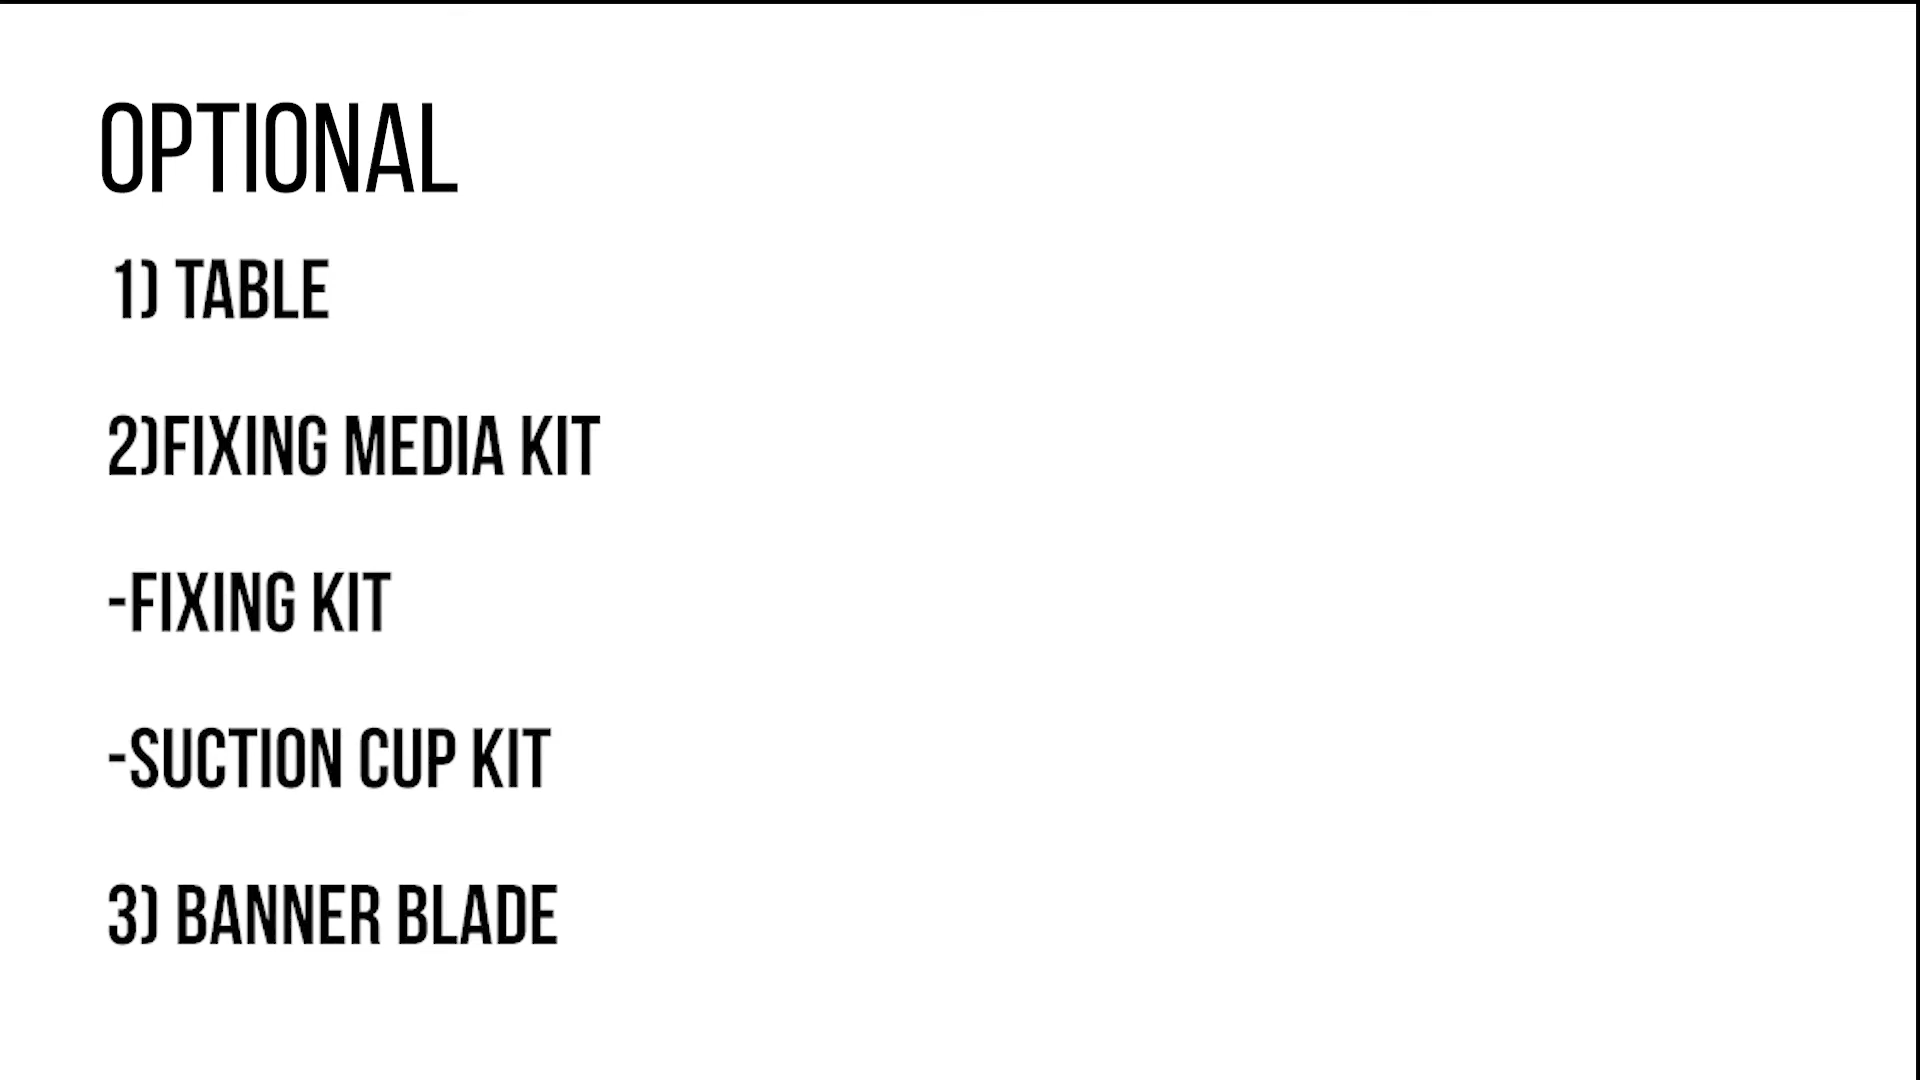 OPTIONAL
1) TABLE
2)FIXING MEDIA KIT
-FIXING KIT
-SUCTION CUP KIT
3) BANNER BLADE